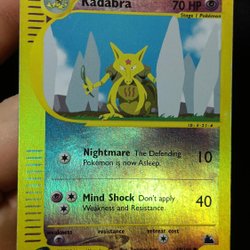 Kadabra 70 HP
Stage 1 Pokémon
Nightmare The Defending
Pokémon is now Asleep. 10
Mind Shock Don't apply
Weakness and Resistance. 40
weakness resistance retreat cost